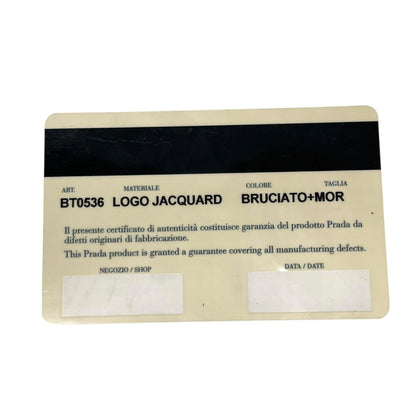 ART. MATERIALE COLORE TAGLIA
BT0536 LOGO JACQUARD BRUCIATO+MOR
Il presente certificato di autenticità costituisce garanzia del prodotto Prada da
difetti originari di fabbricazione.
This Prada product is granted a guarantee covering all manufacturing defects.
NEGOZIO / SHOP DATA / DATE